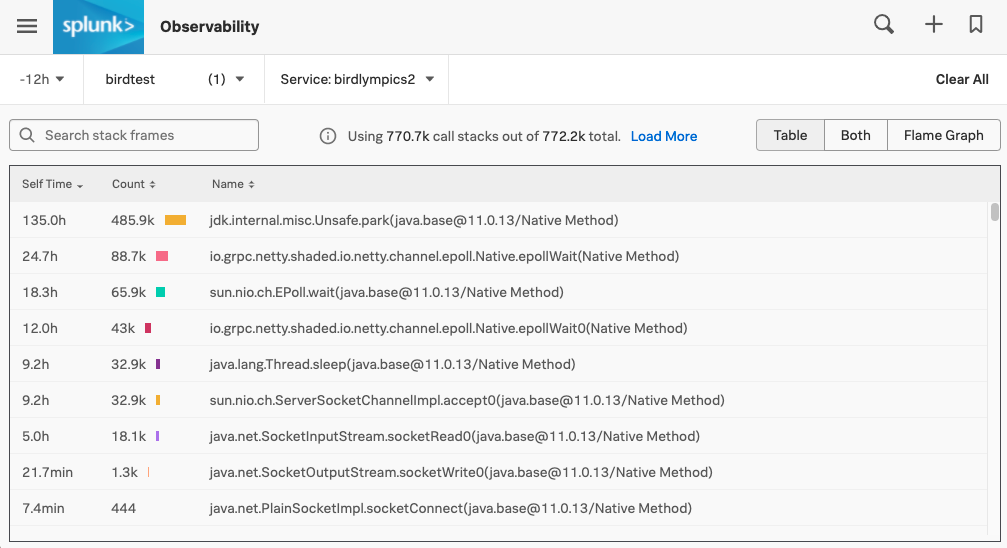 splunk> Observability
-12h birdtest (1) Service: birdlympics2 Clear All
Search stack frames Using 770.7k call stacks out of 772.2k total. Load More Table Both Flame Graph
Self Time Count Name
135.0h 485.9k jdk.internal.misc.Unsafe.park(java.base@11.0.13/Native Method)
24.7h 88.7k io.grpc.netty.shaded.io.netty.channel.epoll.Native.epollWait(Native Method)
18.3h 65.9k sun.nio.ch.EPoll.wait(java.base@11.0.13/Native Method)
12.0h 43k io.grpc.netty.shaded.io.netty.channel.epoll.Native.epollWait0(Native Method)
9.2h 32.9k java.lang.Thread.sleep(java.base@11.0.13/Native Method)
9.2h 32.9k sun.nio.ch.ServerSocketChannelImpl.accept0(java.base@11.0.13/Native Method)
5.0h 18.1k java.net.SocketInputStream.socketRead0(java.base@11.0.13/Native Method)
21.7min 1.3k java.net.SocketOutputStream.socketWrite0(java.base@11.0.13/Native Method)
7.4min 444 java.net.PlainSocketImpl.socketConnect(java.base@11.0.13/Native Method)